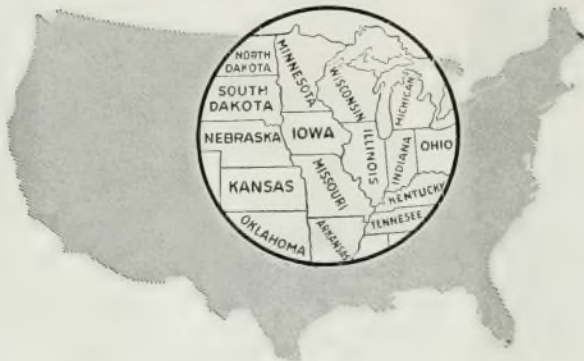 NORTH
DAKOTA
MINNESOTA
WISCONSIN
MICHIGAN
SOUTH
DAKOTA
NEBRASKA
IOWA
ILLINOIS
INDIANA
OHIO
KANSAS
MISSOURI
KENTUCKY
TENNESEE
OKLAHOMA
ARKANSAS